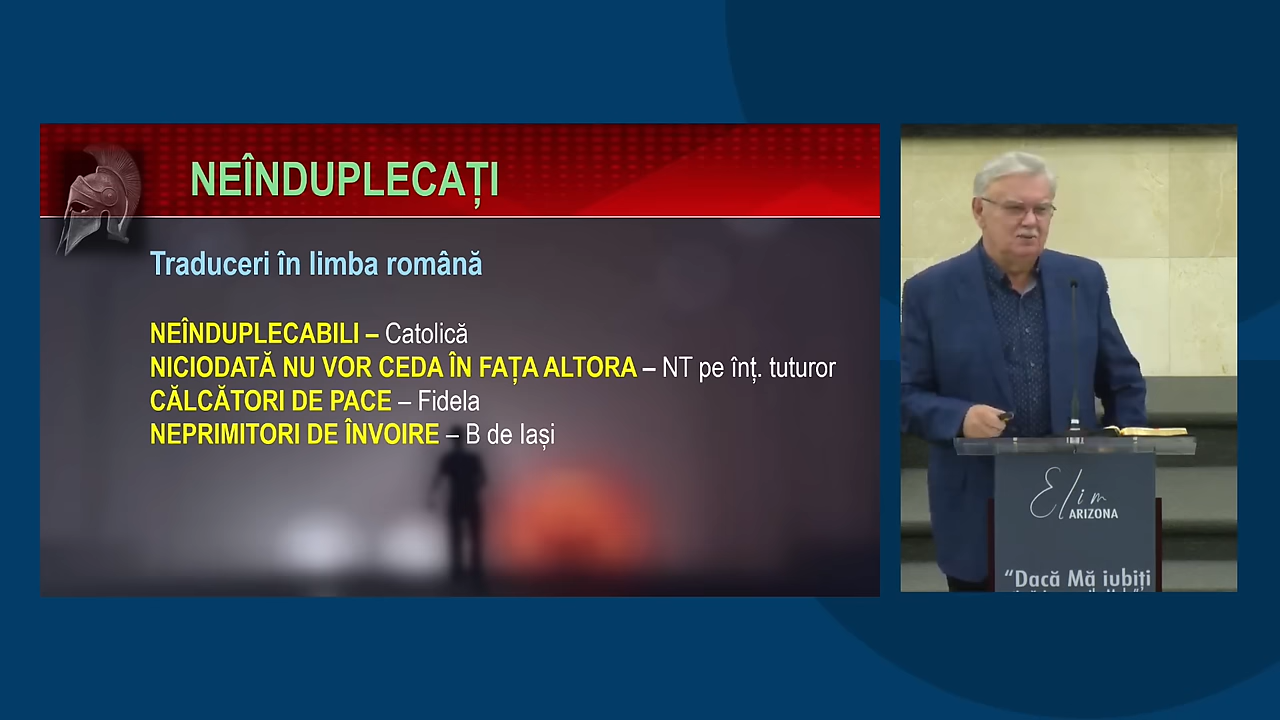 NEÎNDUPLECAȚI
Traduceri în limba română
NEÎNDUPLECABILI – Catolică
NICIODATĂ NU VOR CEDA ÎN FAȚA ALTORA – NT pe înț. tuturor
CĂLCĂTORI DE PACE – Fidela
NEPRIMITORI DE ÎNVOIRE – B de Iași
Elim
ARIZONA
“Dacă Mă iubiți